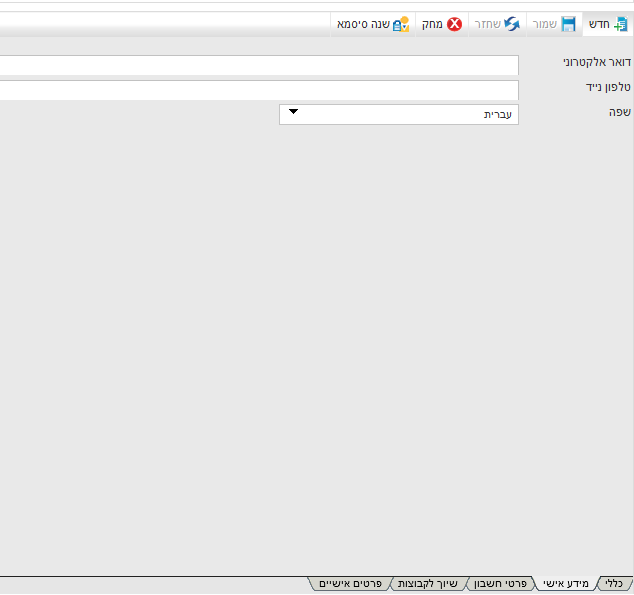 חדש שמור שחזר מחק שנה סיסמא
דואר אלקטרוני
טלפון נייד
שפה עברית
כללי מידע אישי פרטי חשבון שיוך לקבוצות פרטים אישיים